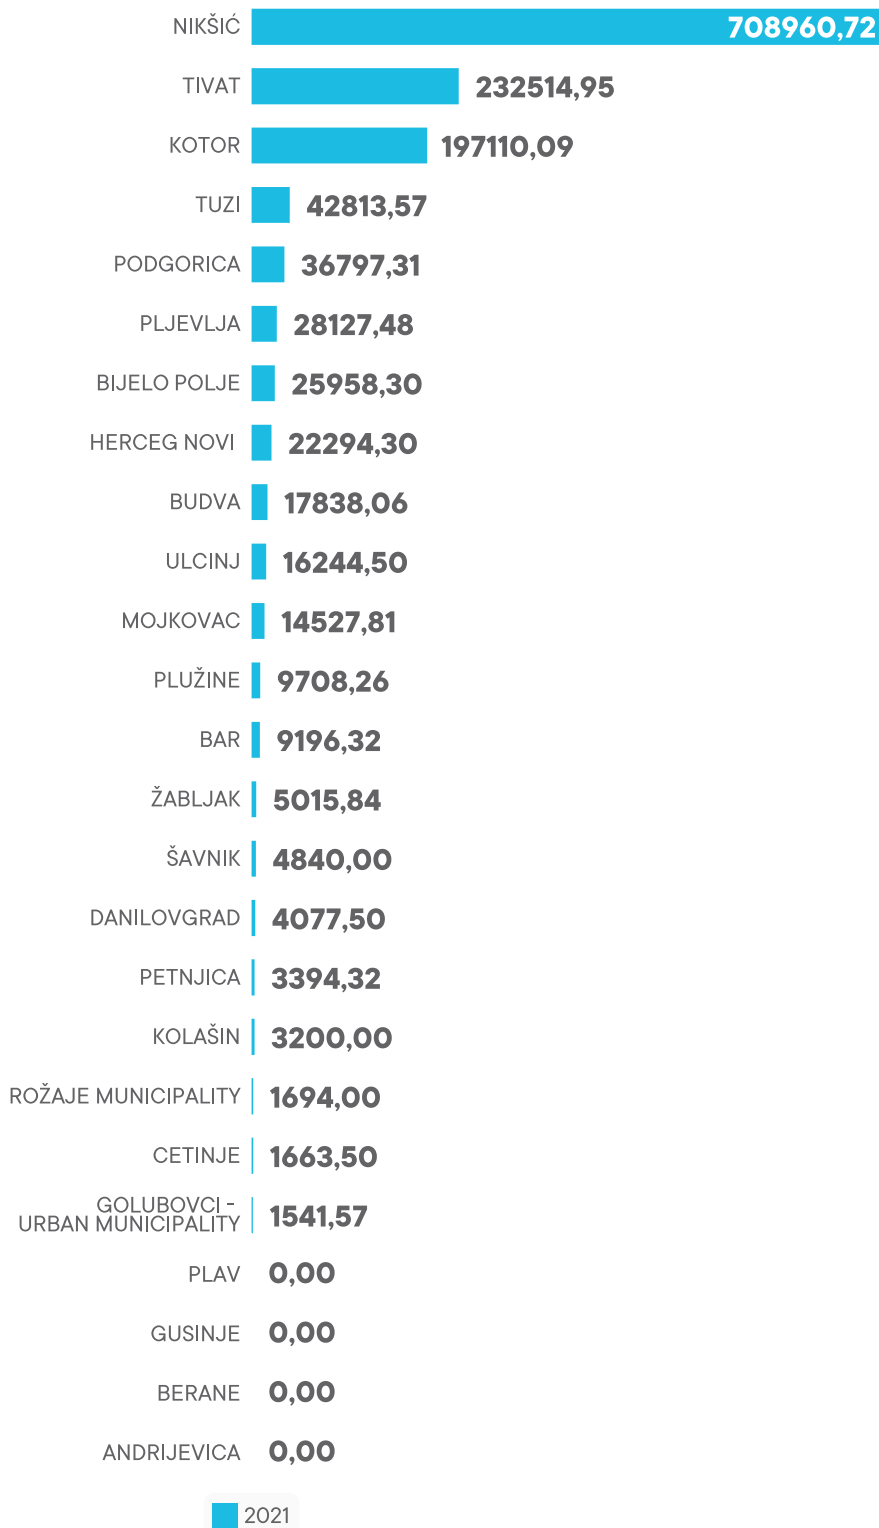 NIKŠIĆ 708960,72
TIVAT 232514,95
KOTOR 197110,09
TUZI 42813,57
PODGORICA 36797,31
PLJEVLJA 28127,48
BIJELO POLJE 25958,30
HERCEG NOVI 22294,30
BUDVA 17838,06
ULCINJ 16244,50
MOJKOVAC 14527,81
PLUŽINE 9708,26
BAR 9196,32
ŽABLJAK 5015,84
ŠAVNIK 4840,00
DANILOVGRAD 4077,50
PETNJICA 3394,32
KOLAŠIN 3200,00
ROŽAJE MUNICIPALITY 1694,00
CETINJE 1663,50
GOLUBOVCI -
URBAN MUNICIPALITY 1541,57
PLAV 0,00
GUSINJE 0,00
BERANE 0,00
ANDRIJEVICA 0,00
2021